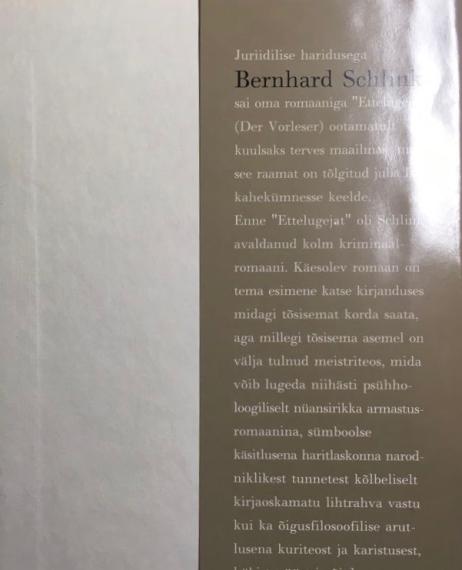 Juriidilise haridusega
Bernhard Schlink
sai oma romaaniga "Ettelugeja"
(Der Vorleser) ootamatult
kuulsaks terves maailmas,
see raamat on tõlgitud juba
kahekümnesse keelde.
Enne "Ettelugejat" oli Schlink
avaldanud kolm kriminaal-
romaani. Käesolev romaan on
tema esimene katse kirjanduses
midagi tõsisemat korda saata,
aga millegi tõsisema asemel on
välja tulnud meistriteos, mida
võib lugeda niihästi psühho-
loogiliselt nüansirikka armastus-
romaanina, sümboolse
käsitlusena haritlaskonna narod-
niklikest tunnetest kõlbeliselt
kirjaoskamatu lihtrahva vastu
kui ka õigusfilosoofilise arut-
lusena kuriteost ja karistusest,